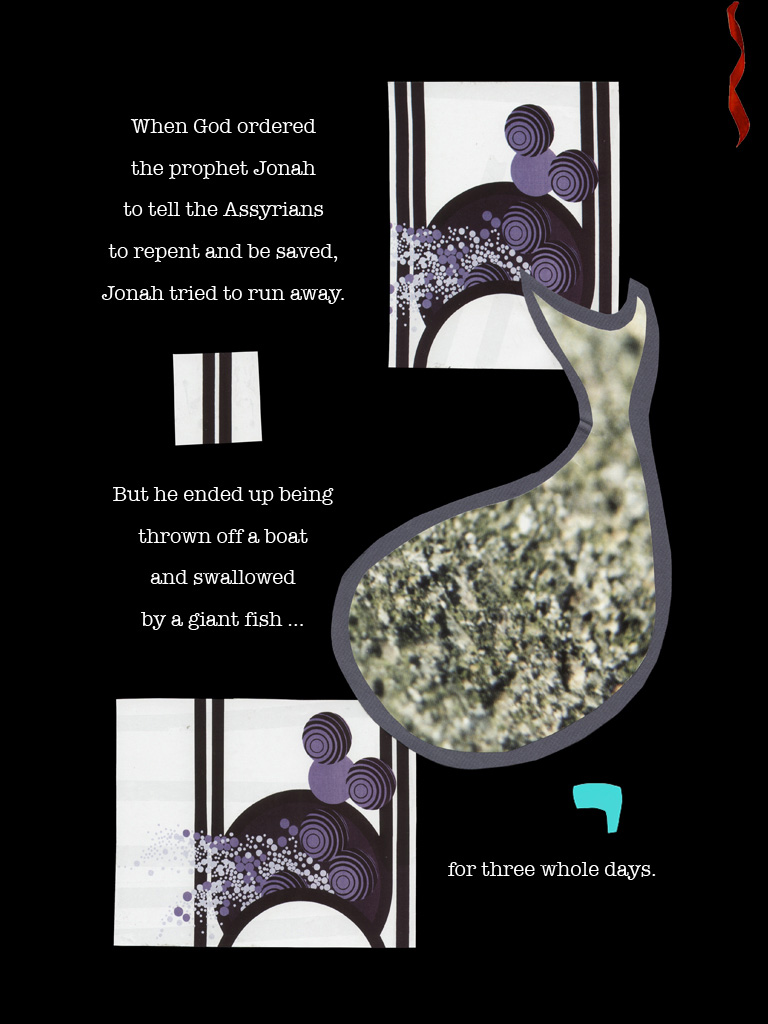 When God ordered
the prophet Jonah
to tell the Assyrians
to repent and be saved,
Jonah tried to run away.
But he ended up being
thrown off a boat
and swallowed
by a giant fish ...
for three whole days.